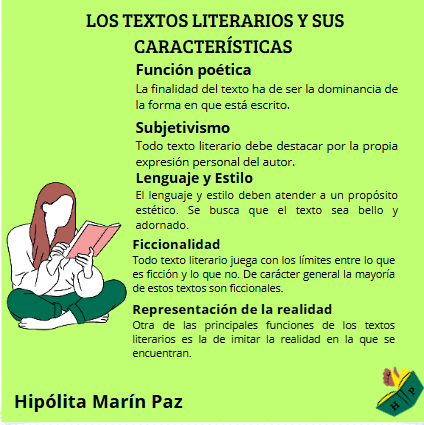 LOS TEXTOS LITERARIOS Y SUS
CARACTERÍSTICAS
Función poética
La finalidad del texto ha de ser la dominancia de
la forma en que está escrito.
Subjetivismo
Todo texto literario debe destacar por la propia
expresión personal del autor.
Lenguaje y Estilo
El lenguaje y estilo deben atender a un propósito
estético. Se busca que el texto sea bello y
adornado.
Ficcionalidad
Todo texto literario juega con los límites entre lo que
es ficción y lo que no. De carácter general la mayoría
de estos textos son ficcionales.
Representación de la realidad
Otra de las principales funciones de los textos
literarios es la de imitar la realidad en la que se
encuentran.
Hipólita Marín Paz
H P